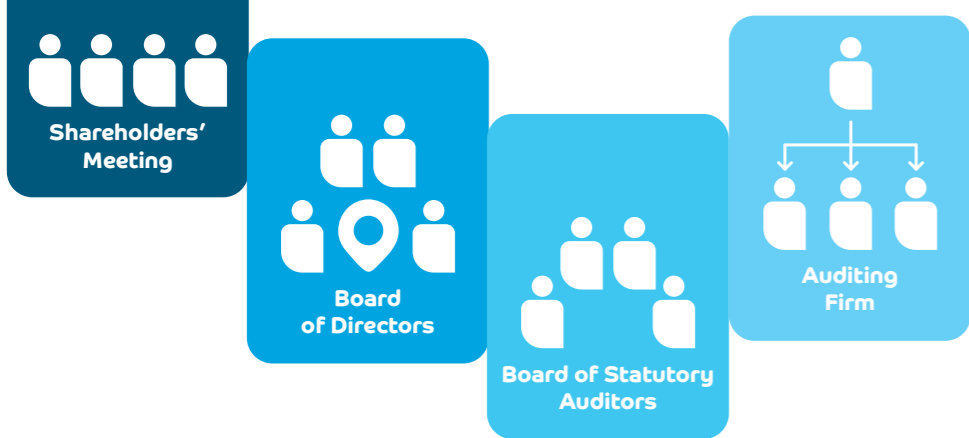 Shareholders'
Meeting
Board
of Directors
Board of Statutory
Auditors
Auditing
Firm